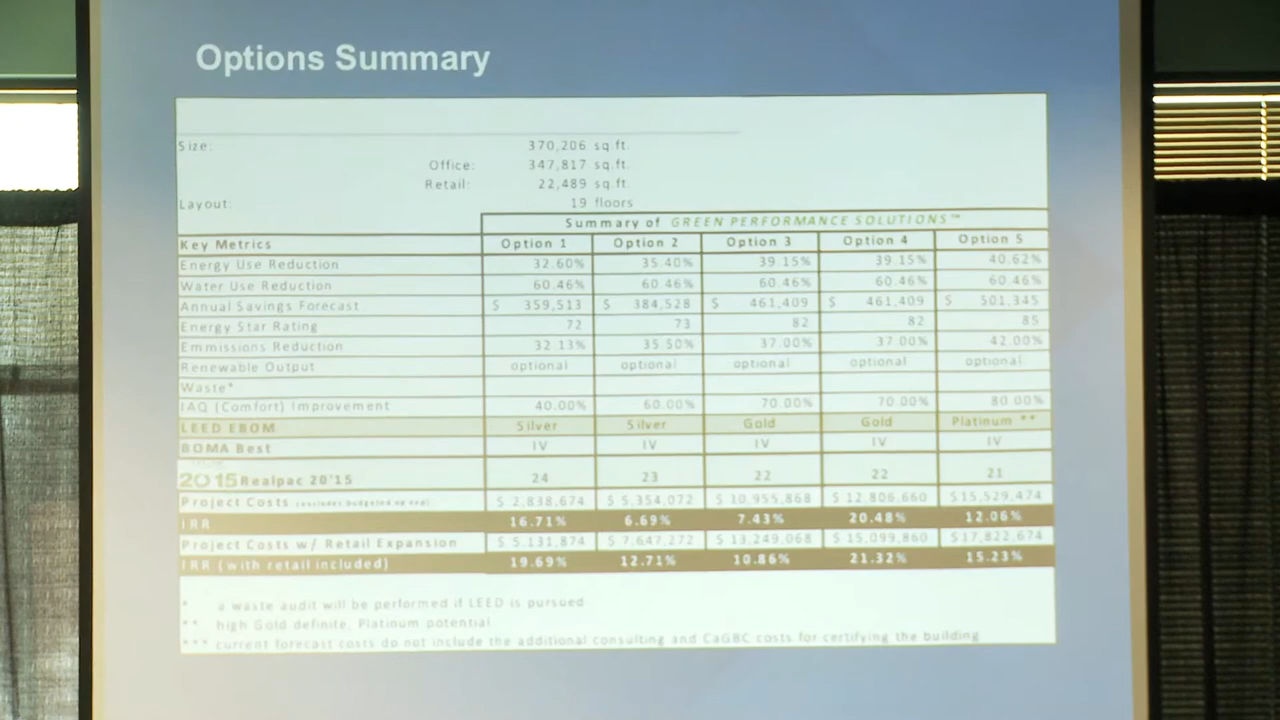 Options Summary
Size: 370,206 sq.ft.
Office: 347,817 sq.ft.
Retail: 22,489 sq.ft.
Layout: 19 floors
Summary of GREEN PERFORMANCE SOLUTIONS™
Key Metrics Option 1 Option 2 Option 3 Option 4 Option 5
Energy Use Reduction 32.60% 35.40% 39.15% 39.15% 40.62%
Water Use Reduction 60.46% 60.46% 60.46% 60.46% 60.46%
Annual Savings Forecast $ 359,513 $ 384,528 $ 461,409 $ 461,409 $ 501,345
Energy Star Rating 72 73 82 82 85
Emmissions Reduction 32.13% 35.50% 37.00% 37.00% 42.00%
Renewable Output optional optional optional optional optional
Waste*
IAQ (Comfort) Improvement 40.00% 60.00% 70.00% 70.00% 80.00%
LEED EBOM Silver Silver Gold Gold Platinum **
BOMA Best IV IV IV IV IV
2015 Realpac 20'15 24 23 22 22 21
Project Costs $ 2,838,674 $ 5,354,072 $ 10,955,868 $ 12,806,660 $15,529,474
IRR 16.71% 6.69% 7.43% 20.48% 12.06%
Project Costs w/ Retail Expansion $ 5,131,874 $ 7,647,272 $ 13,249,068 $ 15,099,860 $17,822,674
IRR (with retail included) 19.69% 12.71% 10.86% 21.32% 15.23%
* a waste audit will be performed if LEED is pursued
** high Gold definite, Platinum potential
*** current forecast costs do not include the additional consulting and CaGBC costs for certifying the building